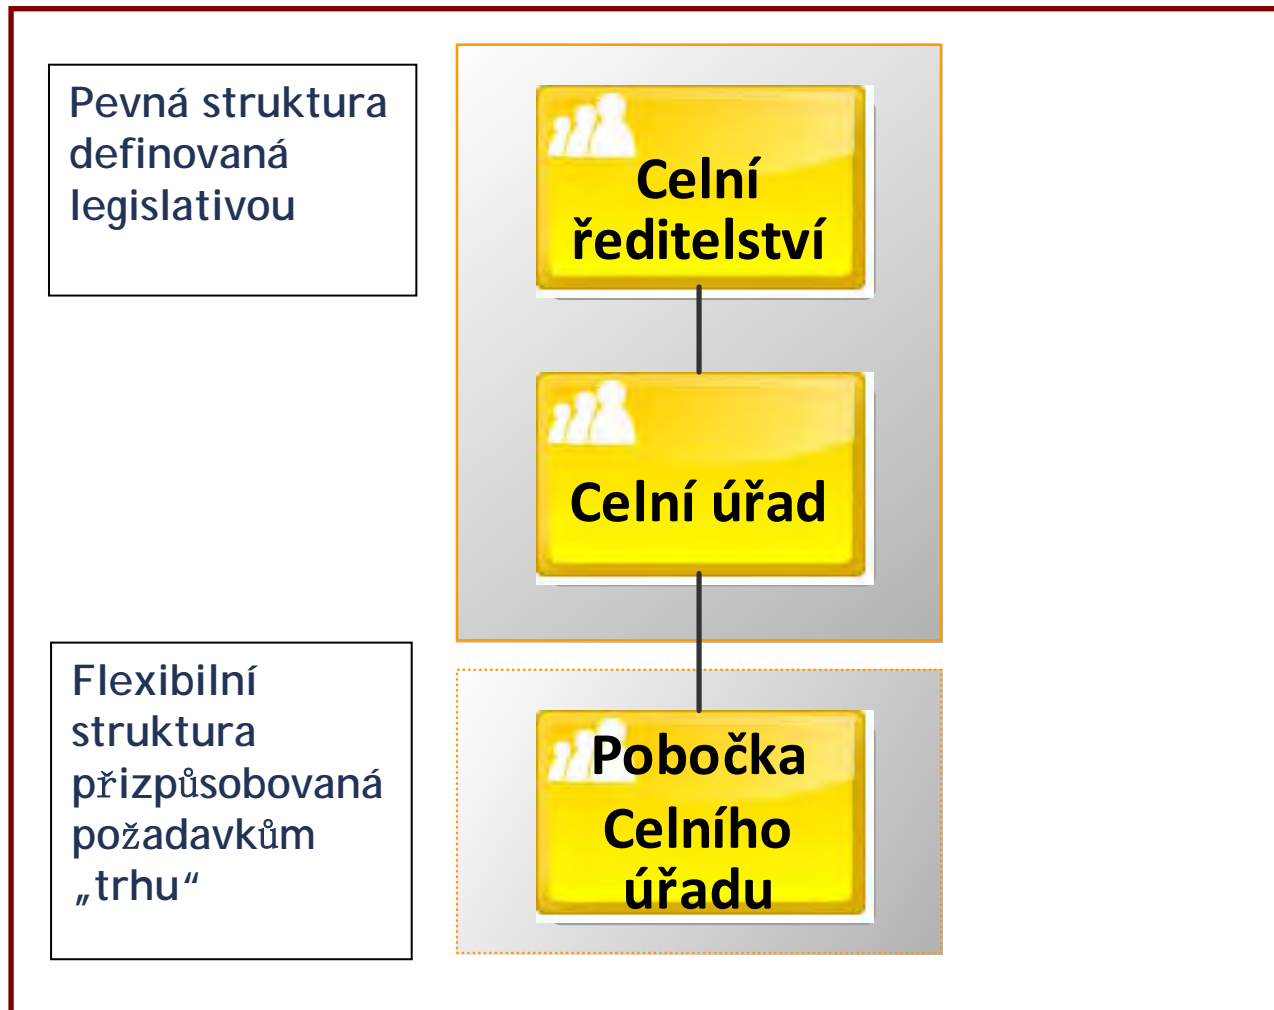 Pevná struktura
definovaná
legislativou
Celní
ředitelství
Celní úřad
Flexibilní
struktura
přizpůsobovaná
požadavkům
„trhu“
Pobočka
Celního
úřadu